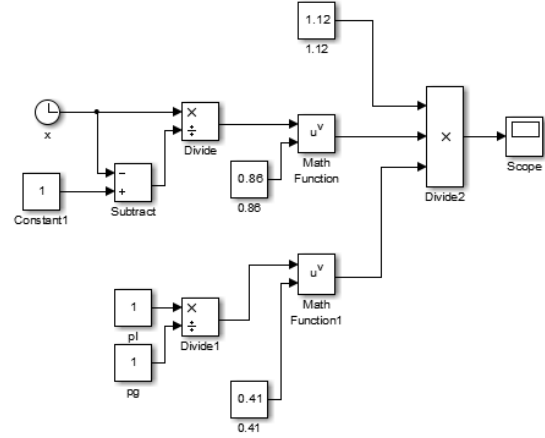 1.12
1.12
x
×
÷
Divide
u^v
Math
Function
×
Divide2
Scope
1
Constant1
−
+
Subtract
0.86
0.86
1
pl
×
÷
Divide1
u^v
Math
Function1
1
pg
0.41
0.41